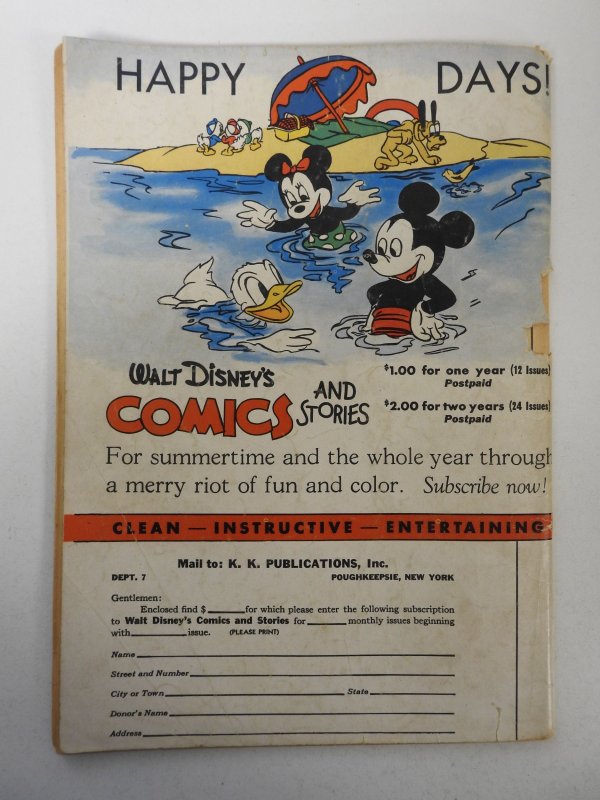 HAPPY DAYS!
WALT DISNEY'S
COMICS AND STORIES
$1.00 for one year (12 Issues)
Postpaid
$2.00 for two years (24 Issues)
Postpaid
For summertime and the whole year through
a merry riot of fun and color. Subscribe now!
CLEAN — INSTRUCTIVE — ENTERTAINING
Mail to: K. K. PUBLICATIONS, Inc.
DEPT. 7 POUGHKEEPSIE, NEW YORK
Gentlemen:
Enclosed find $ for which please enter the following subscription
to Walt Disney's Comics and Stories for monthly issues beginning
with issue. (PLEASE PRINT)
Name
Street and Number
City or Town State
Donor's Name
Address